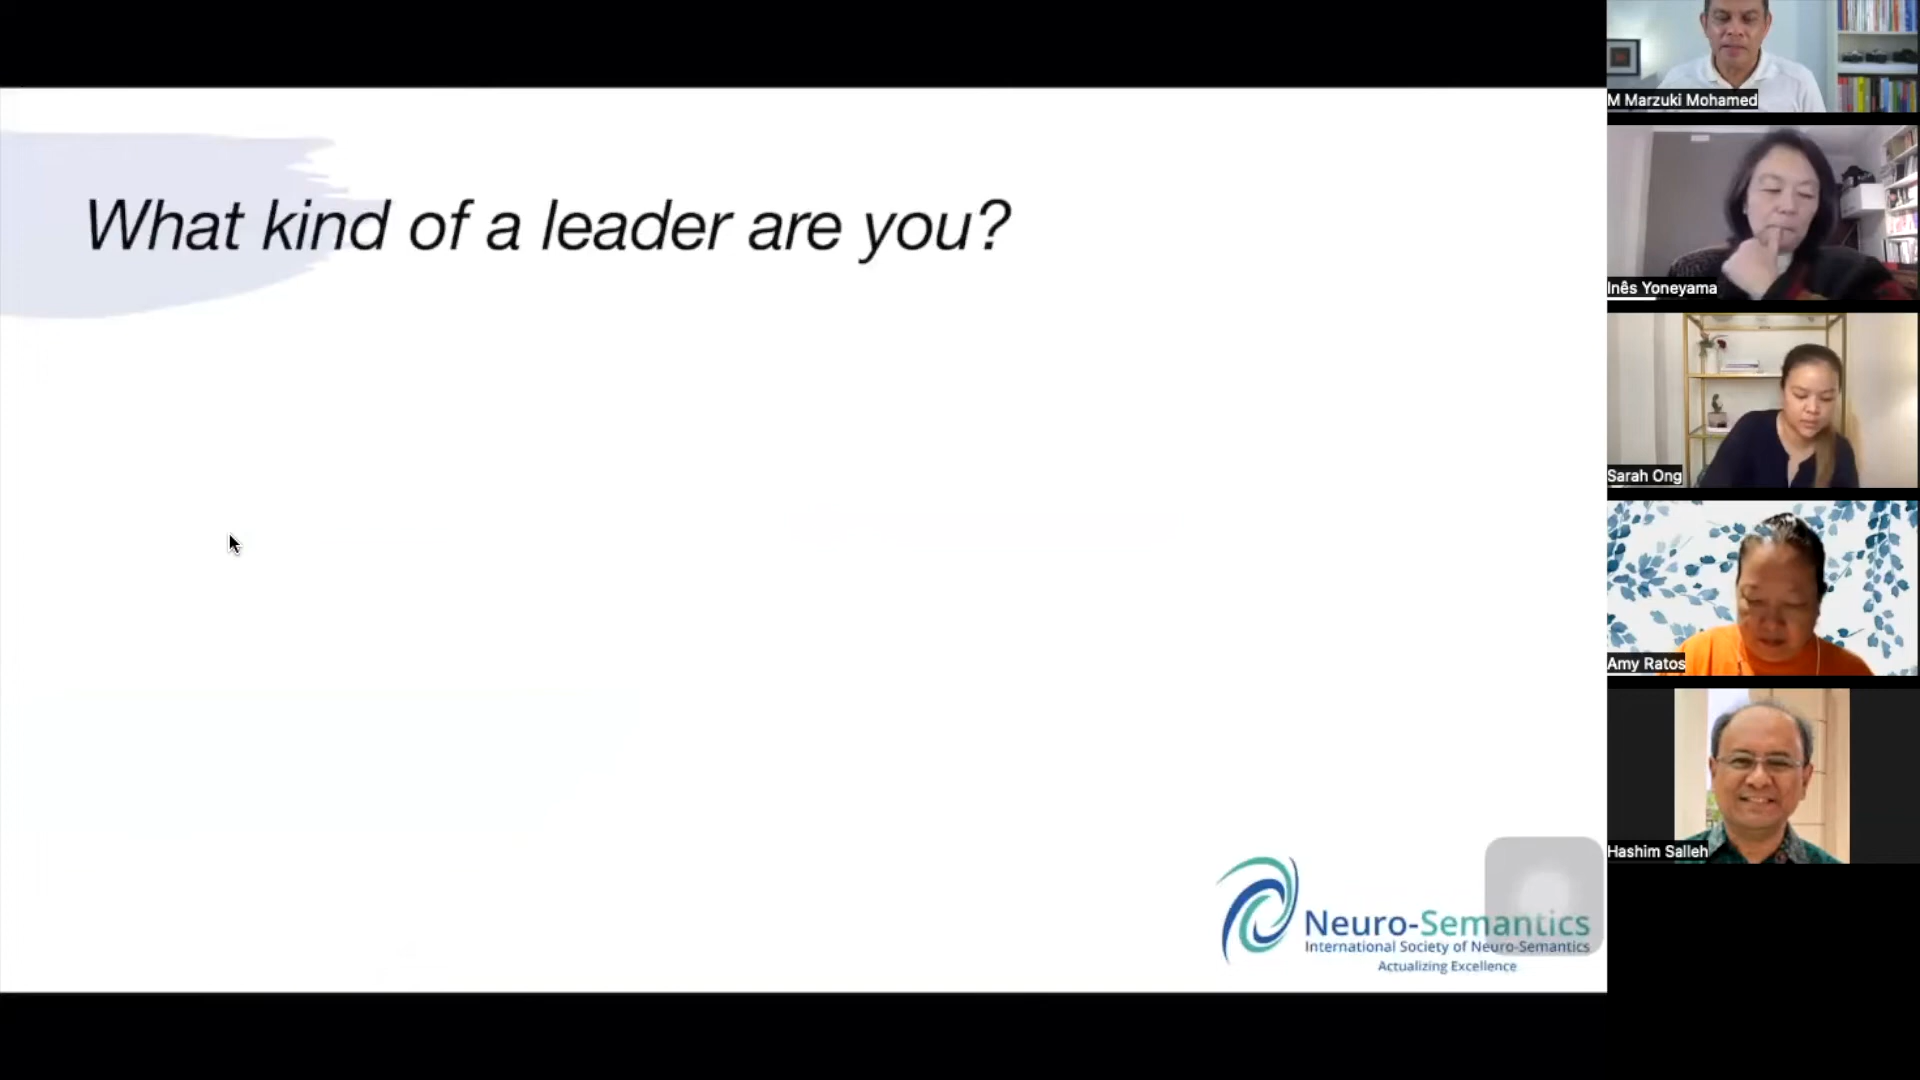 What kind of a leader are you?
Neuro-Semantics
International Society of Neuro-Semantics
Actualizing Excellence
M Marzuki Mohamed
Inês Yoneyama
Sarah Ong
Amy Ratos
Hashim Salleh